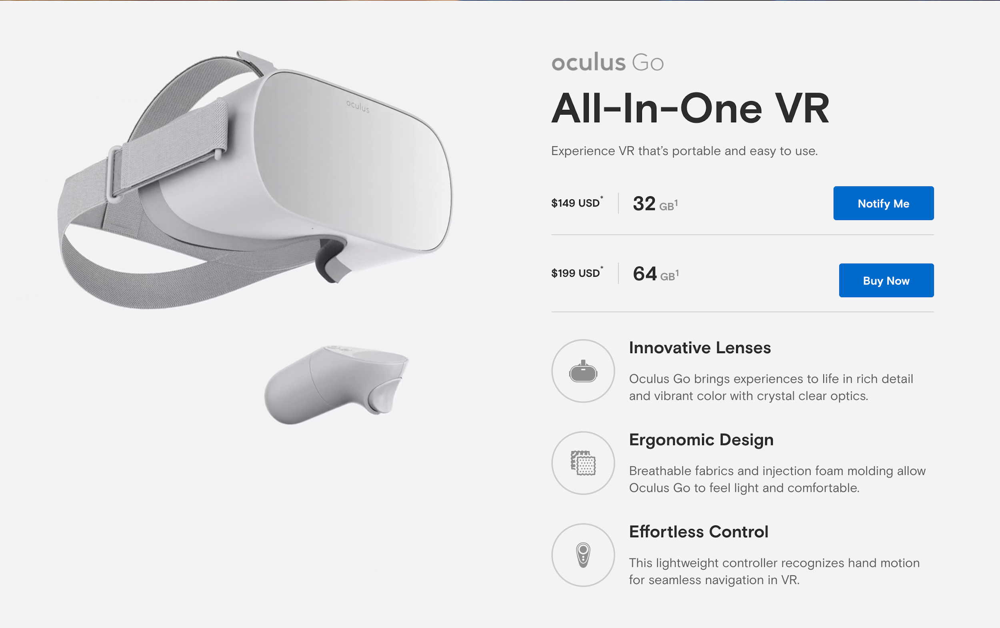 oculus
oculus Go
All-In-One VR
Experience VR that's portable and easy to use.
$149 USD* 32 GB¹ Notify Me
$199 USD* 64 GB¹ Buy Now
Innovative Lenses
Oculus Go brings experiences to life in rich detail
and vibrant color with crystal clear optics.
Ergonomic Design
Breathable fabrics and injection foam molding allow
Oculus Go to feel light and comfortable.
Effortless Control
This lightweight controller recognizes hand motion
for seamless navigation in VR.